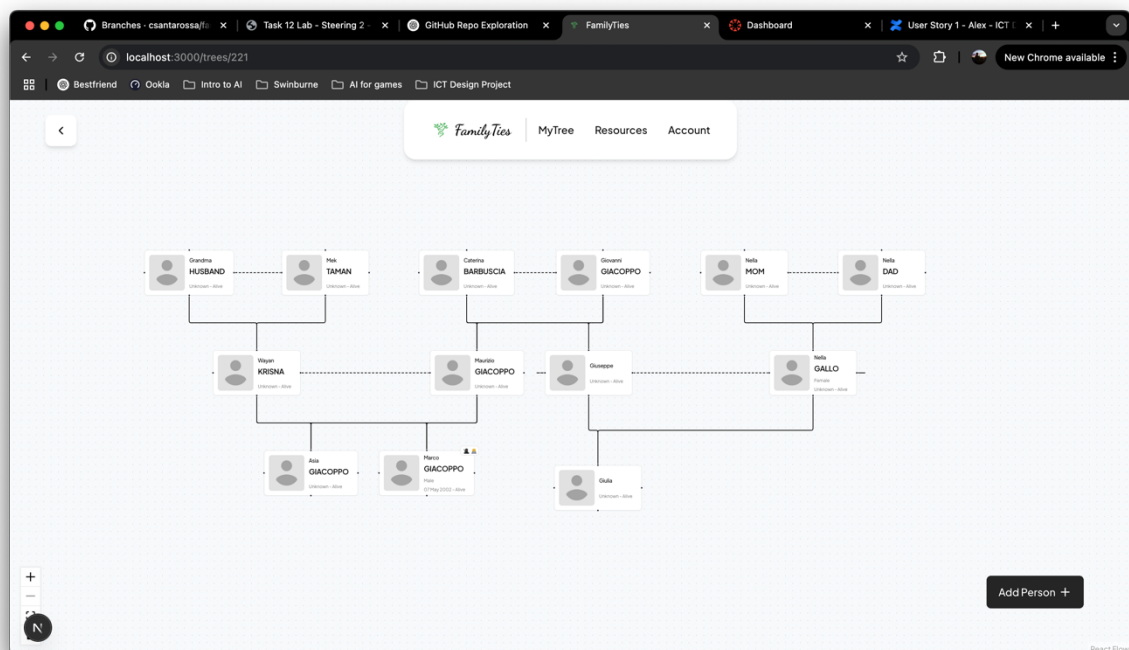 Branches · csantarossa/fa
Task 12 Lab - Steering 2 -
GitHub Repo Exploration
FamilyTies
Dashboard
User Story 1 - Alex - ICT D
localhost:3000/trees/221
New Chrome available
Bestfriend
Ookla
Intro to AI
Swinburne
AI for games
ICT Design Project
FamilyTies
MyTree
Resources
Account
Grandma
HUSBAND
Unknown - Alive
Mek
TAMAN
Unknown - Alive
Caterina
BARBUSCIA
Unknown - Alive
Giovanni
GIACOPPO
Unknown - Alive
Nella
MOM
Unknown - Alive
Nella
DAD
Unknown - Alive
Wayan
KRISNA
Unknown - Alive
Maurizio
GIACOPPO
Unknown - Alive
Giuseppe
Unknown - Alive
Nella
GALLO
Female
Unknown - Alive
Asia
GIACOPPO
Unknown - Alive
Marco
GIACOPPO
Male
07 May 2002 - Alive
Giulia
Unknown - Alive
N
Add Person +
React Flow